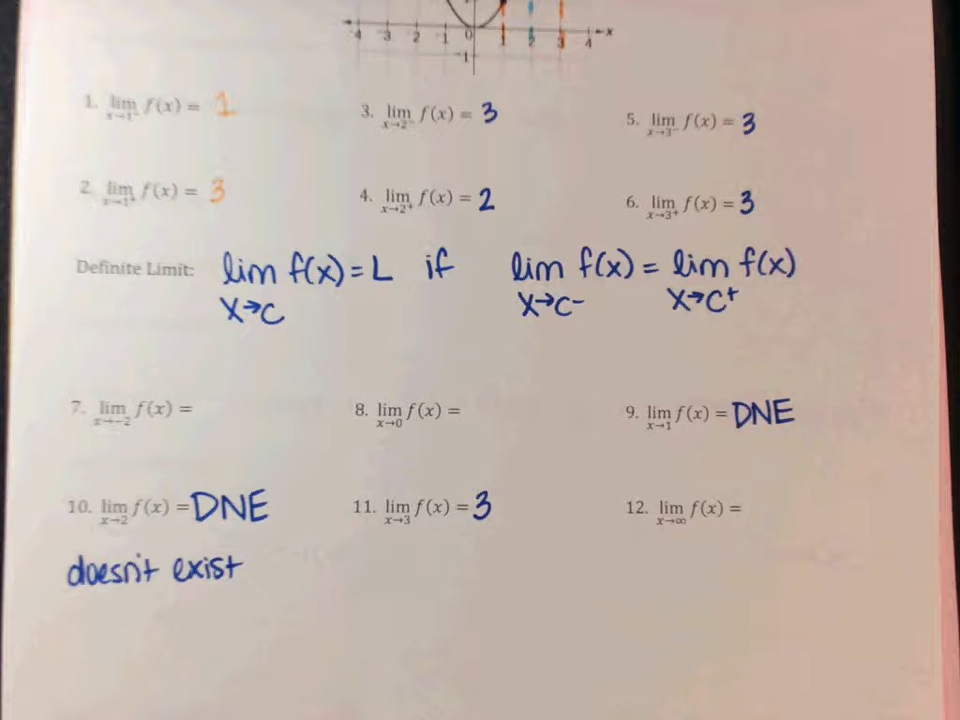 -4 -3 -2 -1 0 1 2 3 4 x
-1
1. lim x→1⁻ f(x) = 1
3. lim x→2⁻ f(x) = 3
5. lim x→3⁻ f(x) = 3
2. lim x→1⁺ f(x) = 3
4. lim x→2⁺ f(x) = 2
6. lim x→3⁺ f(x) = 3
Definite Limit: lim x→c f(x) = L if lim x→c⁻ f(x) = lim x→c⁺ f(x)
7. lim x→−2 f(x) =
8. lim x→0 f(x) =
9. lim x→1 f(x) = DNE
10. lim x→2 f(x) = DNE
11. lim x→3 f(x) = 3
12. lim x→∞ f(x) =
doesn't exist